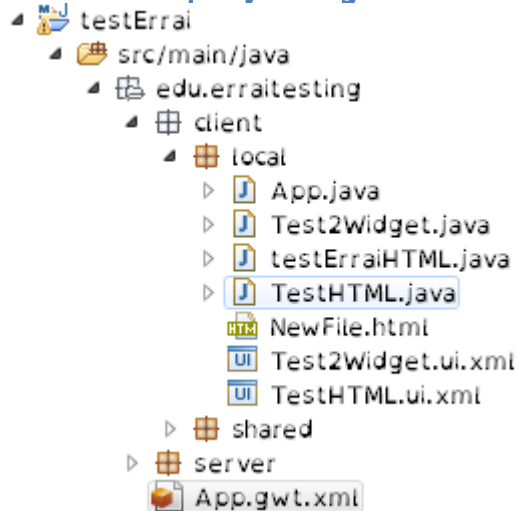 testErrai
src/main/java
edu.erraitesting
client
local
App.java
Test2Widget.java
testErraiHTML.java
TestHTML.java
NewFile.html
Test2Widget.ui.xml
TestHTML.ui.xml
shared
server
App.gwt.xml